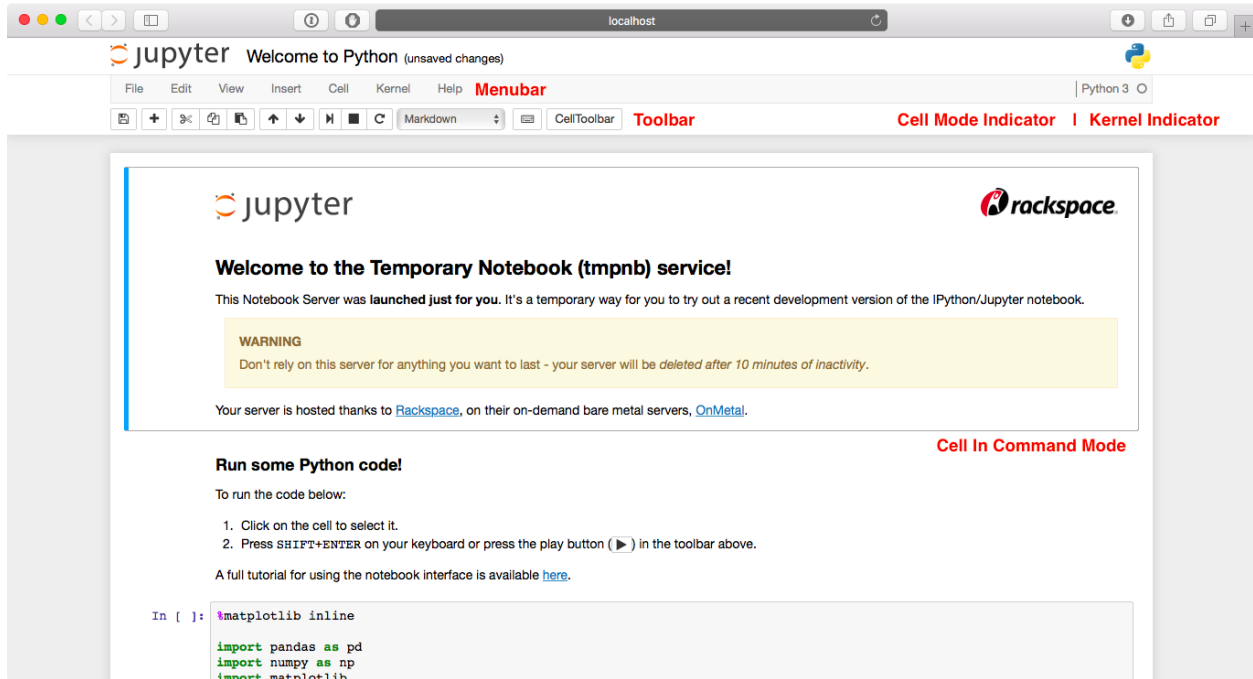 localhost
jupyter Welcome to Python (unsaved changes)
File Edit View Insert Cell Kernel Help Menubar Python 3
Markdown CellToolbar Toolbar Cell Mode Indicator | Kernel Indicator
jupyter rackspace.
Welcome to the Temporary Notebook (tmpnb) service!
This Notebook Server was launched just for you. It's a temporary way for you to try out a recent development version of the IPython/Jupyter notebook.
WARNING
Don't rely on this server for anything you want to last - your server will be deleted after 10 minutes of inactivity.
Your server is hosted thanks to Rackspace, on their on-demand bare metal servers, OnMetal.
Cell In Command Mode
Run some Python code!
To run the code below:
1. Click on the cell to select it.
2. Press SHIFT+ENTER on your keyboard or press the play button (▶) in the toolbar above.
A full tutorial for using the notebook interface is available here.
In [ ]: %matplotlib inline
import pandas as pd
import numpy as np
import matplotlib